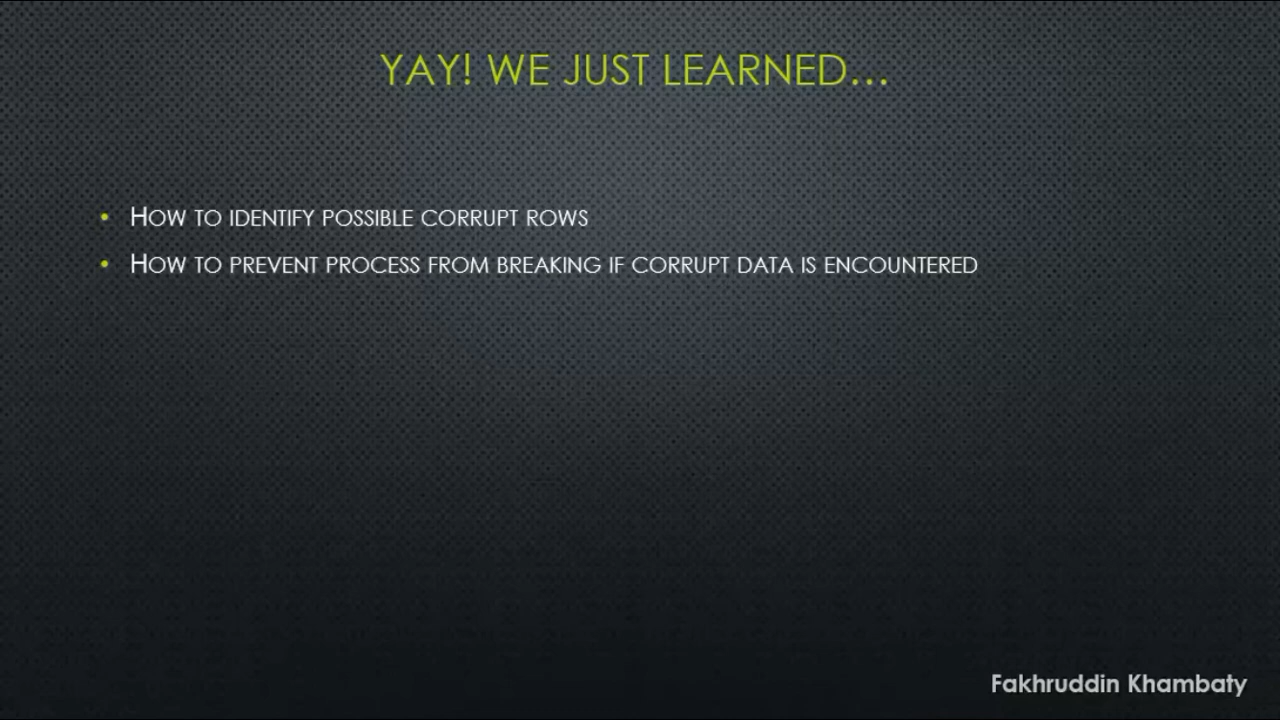 YAY! WE JUST LEARNED...
• HOW TO IDENTIFY POSSIBLE CORRUPT ROWS
• HOW TO PREVENT PROCESS FROM BREAKING IF CORRUPT DATA IS ENCOUNTERED
Fakhruddin Khambaty